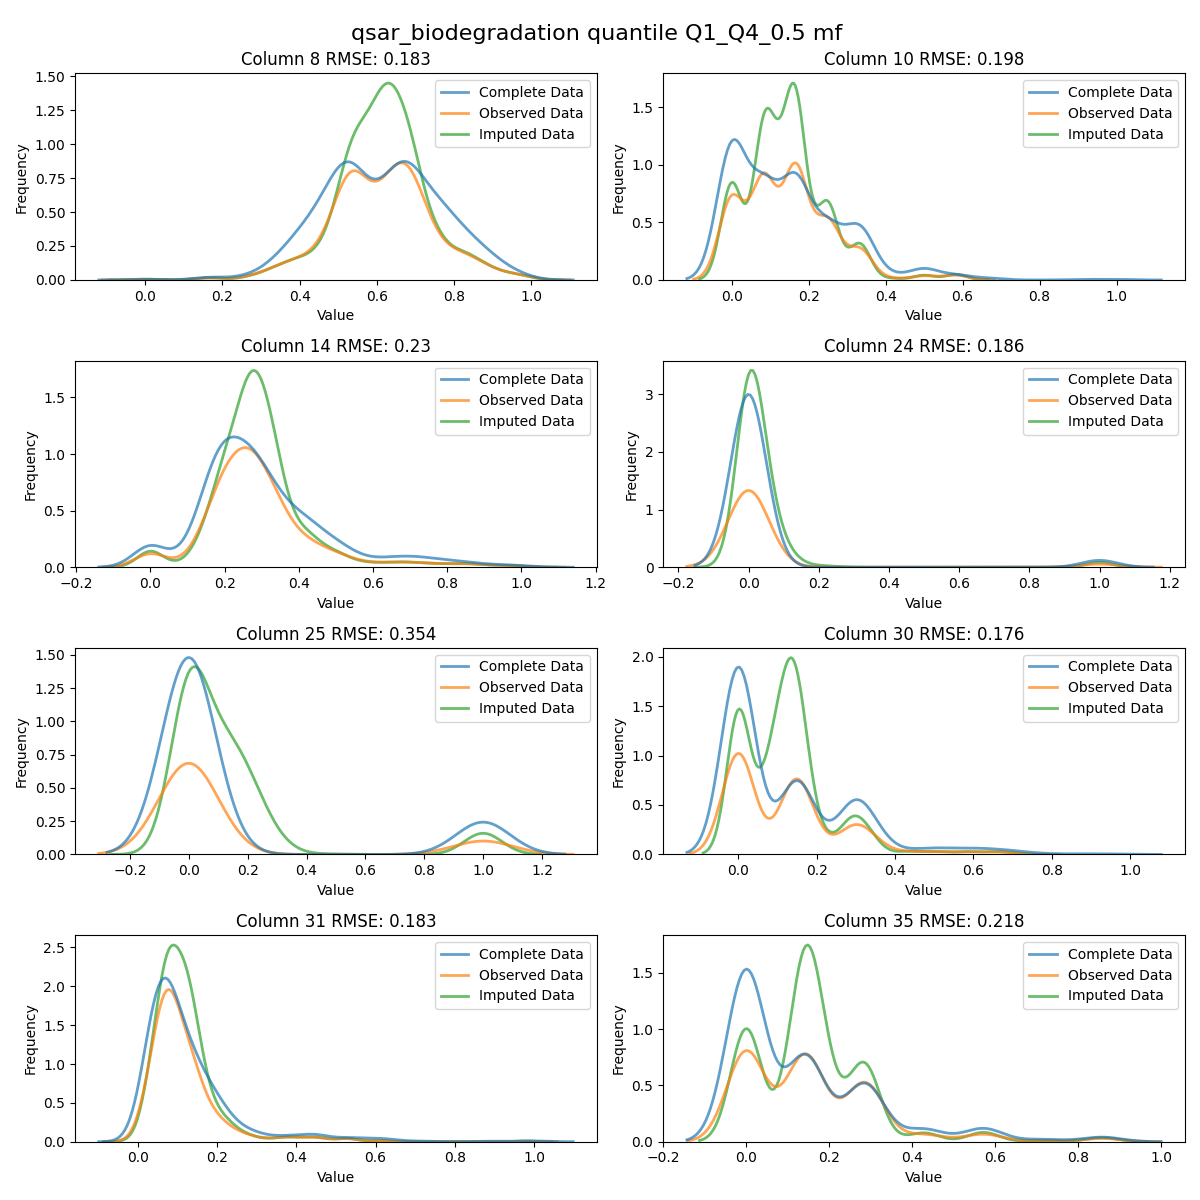 qsar_biodegradation quantile Q1_Q4_0.5 mf
Column 8 RMSE: 0.183
Frequency
1.50
1.25
1.00
0.75
0.50
0.25
0.00
0.0 0.2 0.4 0.6 0.8 1.0
Value
Complete Data
Observed Data
Imputed Data
Column 10 RMSE: 0.198
Frequency
1.5
1.0
0.5
0.0
0.0 0.2 0.4 0.6 0.8 1.0
Value
Complete Data
Observed Data
Imputed Data
Column 14 RMSE: 0.23
Frequency
1.5
1.0
0.5
0.0
−0.2 0.0 0.2 0.4 0.6 0.8 1.0 1.2
Value
Complete Data
Observed Data
Imputed Data
Column 24 RMSE: 0.186
Frequency
3
2
1
0
−0.2 0.0 0.2 0.4 0.6 0.8 1.0 1.2
Value
Complete Data
Observed Data
Imputed Data
Column 25 RMSE: 0.354
Frequency
1.50
1.25
1.00
0.75
0.50
0.25
0.00
−0.2 0.0 0.2 0.4 0.6 0.8 1.0 1.2
Value
Complete Data
Observed Data
Imputed Data
Column 30 RMSE: 0.176
Frequency
2.0
1.5
1.0
0.5
0.0
0.0 0.2 0.4 0.6 0.8 1.0
Value
Complete Data
Observed Data
Imputed Data
Column 31 RMSE: 0.183
Frequency
2.5
2.0
1.5
1.0
0.5
0.0
0.0 0.2 0.4 0.6 0.8 1.0
Value
Complete Data
Observed Data
Imputed Data
Column 35 RMSE: 0.218
Frequency
1.5
1.0
0.5
0.0
−0.2 0.0 0.2 0.4 0.6 0.8 1.0
Value
Complete Data
Observed Data
Imputed Data